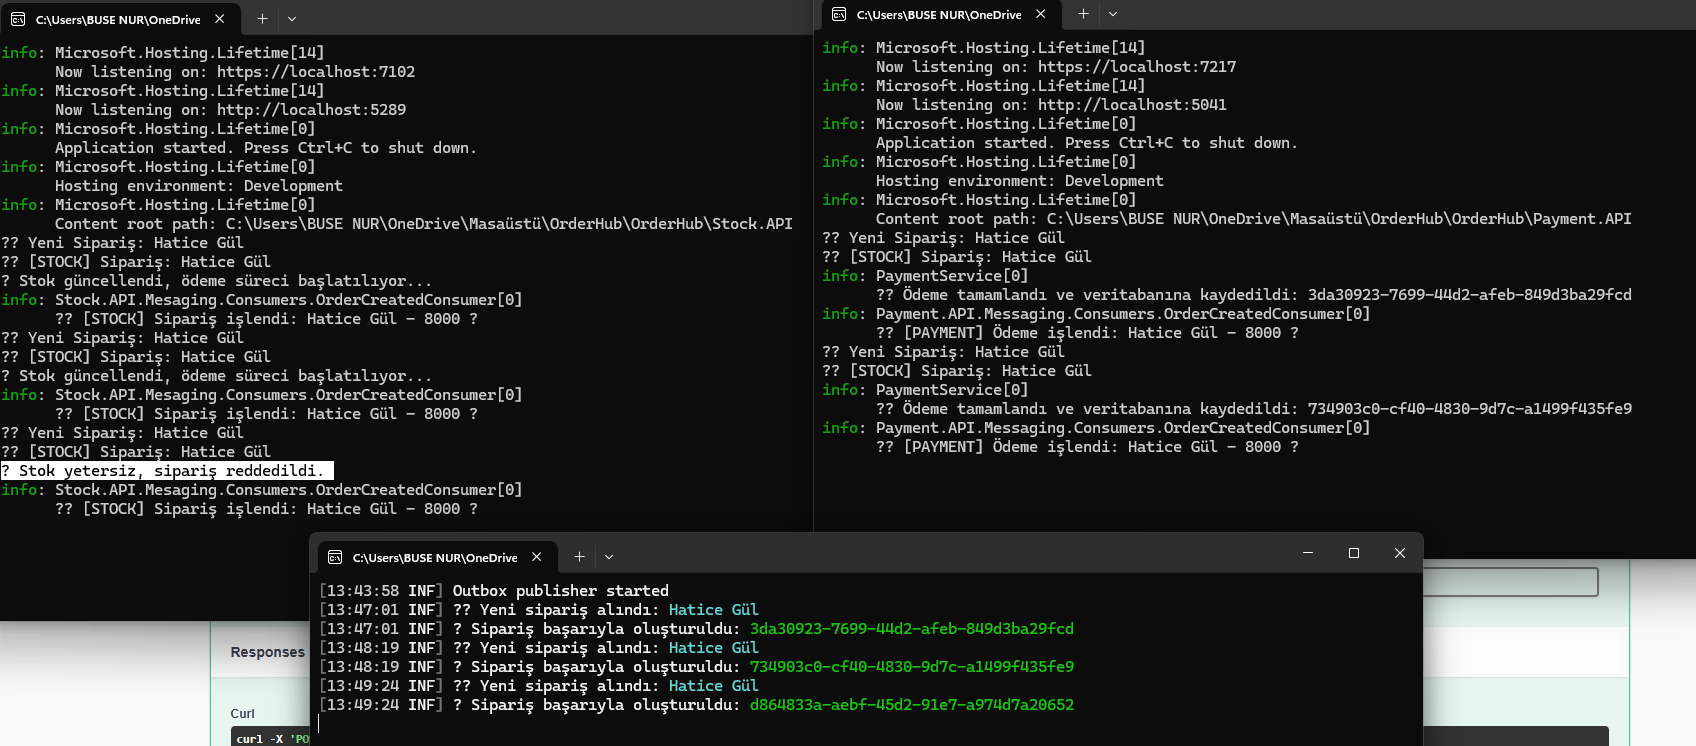 C:\Users\BUSE NUR\OneDrive
info: Microsoft.Hosting.Lifetime[14]
Now listening on: https://localhost:7102
info: Microsoft.Hosting.Lifetime[14]
Now listening on: http://localhost:5289
info: Microsoft.Hosting.Lifetime[0]
Application started. Press Ctrl+C to shut down.
info: Microsoft.Hosting.Lifetime[0]
Hosting environment: Development
info: Microsoft.Hosting.Lifetime[0]
Content root path: C:\Users\BUSE NUR\OneDrive\Masaüstü\OrderHub\OrderHub\Stock.API
?? Yeni Sipariş: Hatice Gül
?? [STOCK] Sipariş: Hatice Gül
? Stok güncellendi, ödeme süreci başlatılıyor...
info: Stock.API.Mesaging.Consumers.OrderCreatedConsumer[0]
?? [STOCK] Sipariş işlendi: Hatice Gül - 8000 ?
?? Yeni Sipariş: Hatice Gül
?? [STOCK] Sipariş: Hatice Gül
? Stok güncellendi, ödeme süreci başlatılıyor...
info: Stock.API.Mesaging.Consumers.OrderCreatedConsumer[0]
?? [STOCK] Sipariş işlendi: Hatice Gül - 8000 ?
?? Yeni Sipariş: Hatice Gül
?? [STOCK] Sipariş: Hatice Gül
? Stok yetersiz, sipariş reddedildi.
info: Stock.API.Mesaging.Consumers.OrderCreatedConsumer[0]
?? [STOCK] Sipariş işlendi: Hatice Gül - 8000 ?
C:\Users\BUSE NUR\OneDrive
info: Microsoft.Hosting.Lifetime[14]
Now listening on: https://localhost:7217
info: Microsoft.Hosting.Lifetime[14]
Now listening on: http://localhost:5041
info: Microsoft.Hosting.Lifetime[0]
Application started. Press Ctrl+C to shut down.
info: Microsoft.Hosting.Lifetime[0]
Hosting environment: Development
info: Microsoft.Hosting.Lifetime[0]
Content root path: C:\Users\BUSE NUR\OneDrive\Masaüstü\OrderHub\OrderHub\Payment.API
?? Yeni Sipariş: Hatice Gül
?? [STOCK] Sipariş: Hatice Gül
info: PaymentService[0]
?? Ödeme tamamlandı ve veritabanına kaydedildi: 3da30923-7699-44d2-afeb-849d3ba29fcd
info: Payment.API.Messaging.Consumers.OrderCreatedConsumer[0]
?? [PAYMENT] Ödeme işlendi: Hatice Gül - 8000 ?
?? Yeni Sipariş: Hatice Gül
?? [STOCK] Sipariş: Hatice Gül
info: PaymentService[0]
?? Ödeme tamamlandı ve veritabanına kaydedildi: 734903c0-cf40-4830-9d7c-a1499f435fe9
info: Payment.API.Messaging.Consumers.OrderCreatedConsumer[0]
?? [PAYMENT] Ödeme işlendi: Hatice Gül - 8000 ?
C:\Users\BUSE NUR\OneDrive
[13:43:58 INF] Outbox publisher started
[13:47:01 INF] ?? Yeni sipariş alındı: Hatice Gül
[13:47:01 INF] ? Sipariş başarıyla oluşturuldu: 3da30923-7699-44d2-afeb-849d3ba29fcd
[13:48:19 INF] ?? Yeni sipariş alındı: Hatice Gül
[13:48:19 INF] ? Sipariş başarıyla oluşturuldu: 734903c0-cf40-4830-9d7c-a1499f435fe9
[13:49:24 INF] ?? Yeni sipariş alındı: Hatice Gül
[13:49:24 INF] ? Sipariş başarıyla oluşturuldu: d864833a-aebf-45d2-91e7-a974d7a20652
Responses
Curl
curl -X 'PO